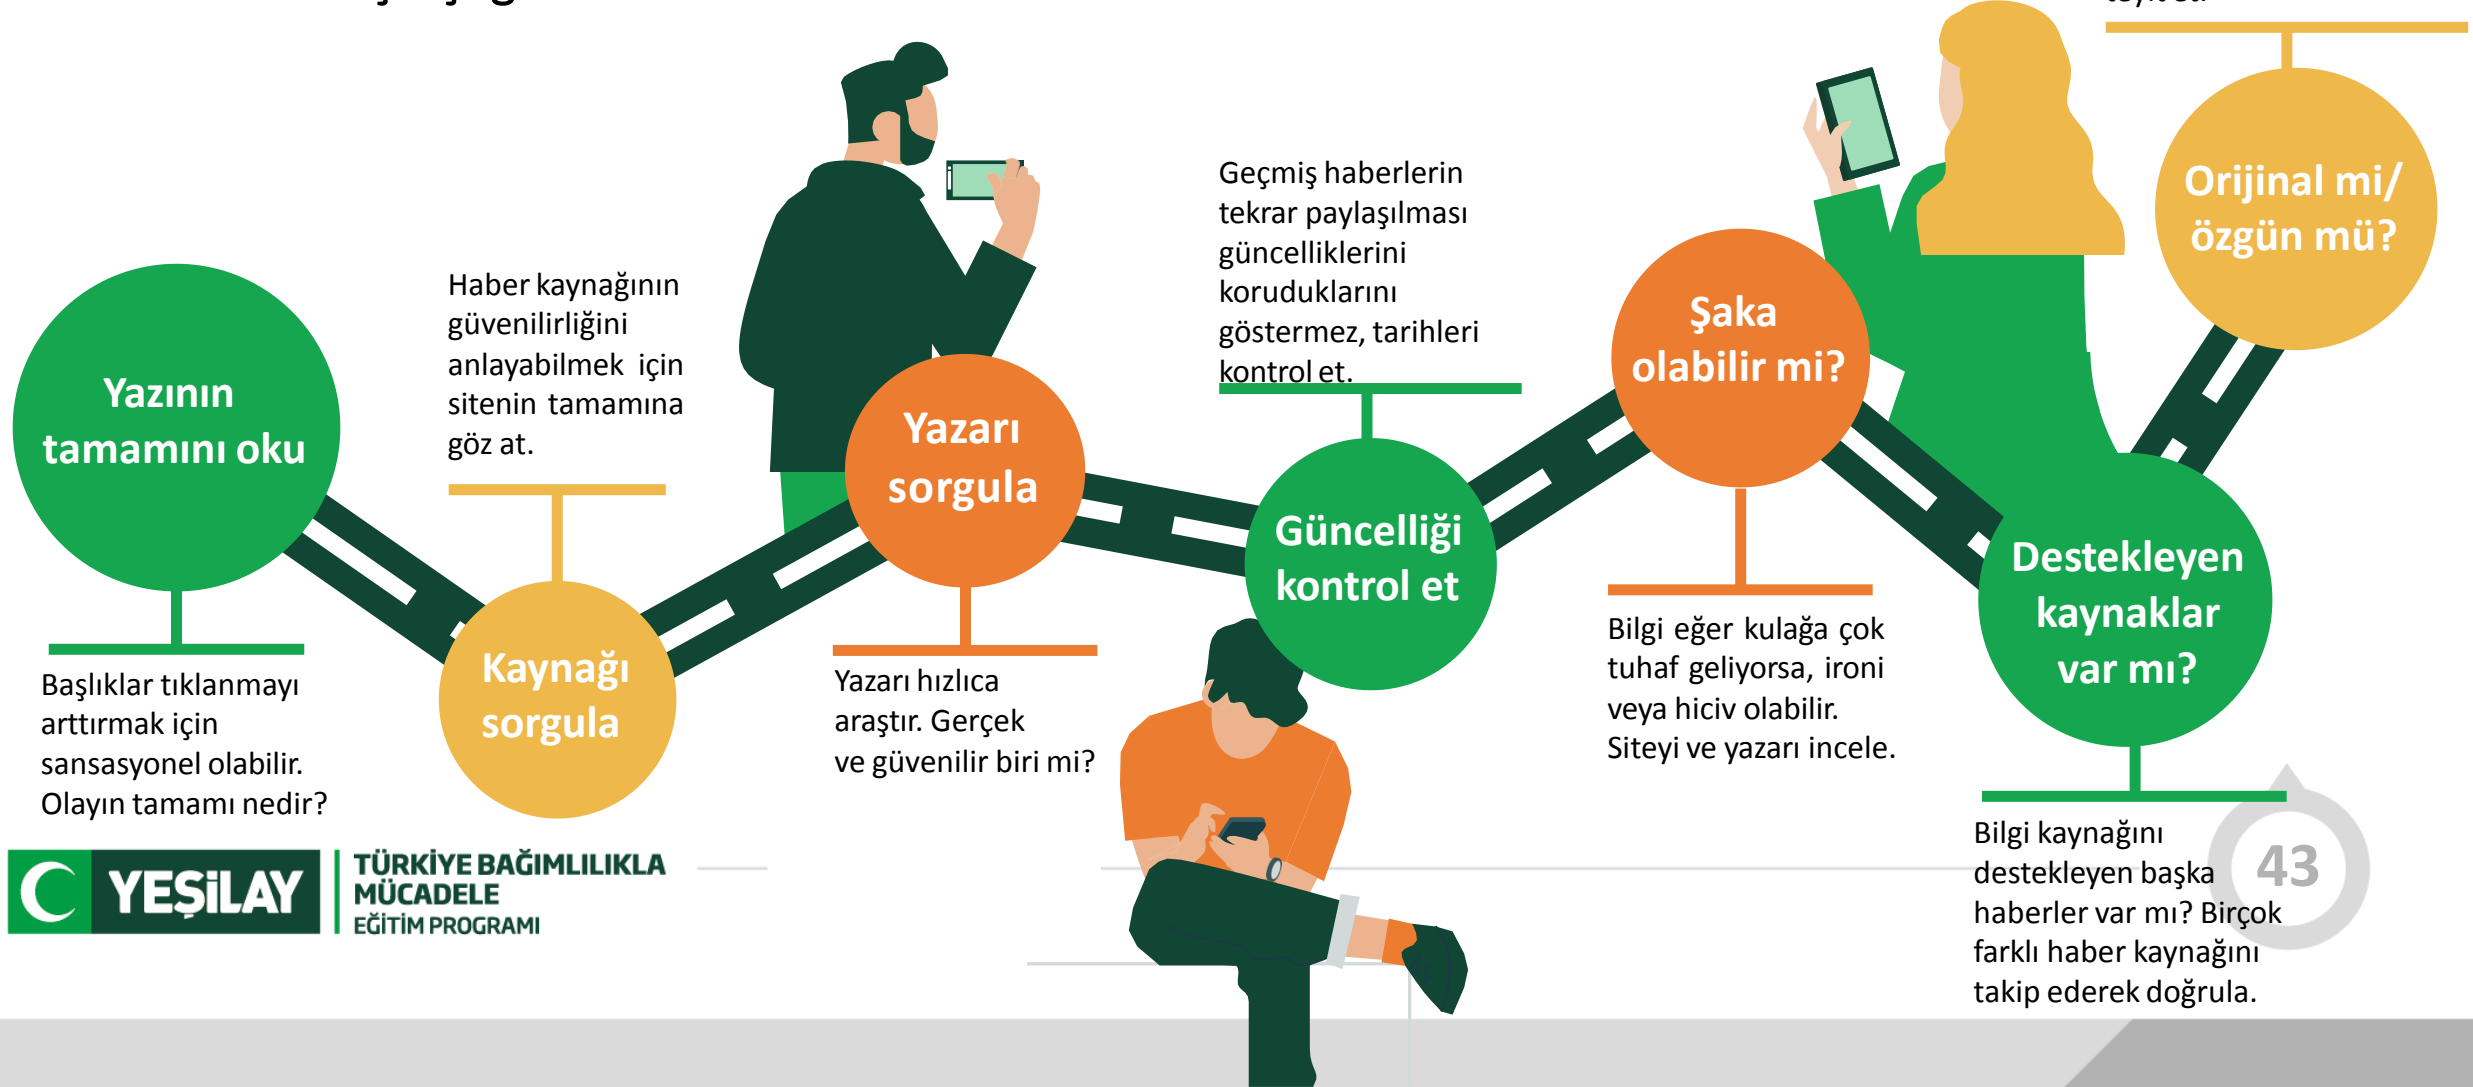 Yazının
tamamını oku
Başlıklar tıklanmayı
arttırmak için
sansasyonel olabilir.
Olayın tamamı nedir?
Haber kaynağının
güvenilirliğini
anlayabilmek için
sitenin tamamına
göz at.
Kaynağı
sorgula
Yazarı
sorgula
Yazarı hızlıca
araştır. Gerçek
ve güvenilir biri mi?
Geçmiş haberlerin
tekrar paylaşılması
güncelliklerini
koruduklarını
göstermez, tarihleri
kontrol et.
Güncelliği
kontrol et
Şaka
olabilir mi?
Bilgi eğer kulağa çok
tuhaf geliyorsa, ironi
veya hiciv olabilir.
Siteyi ve yazarı incele.
Destekleyen
kaynaklar
var mı?
Bilgi kaynağını
destekleyen başka
haberler var mı? Birçok
farklı haber kaynağını
takip ederek doğrula.
Orijinal mi/
özgün mü?
YEŞİLAY
TÜRKİYE BAĞIMLILIKLA
MÜCADELE
EĞİTİM PROGRAMI
43